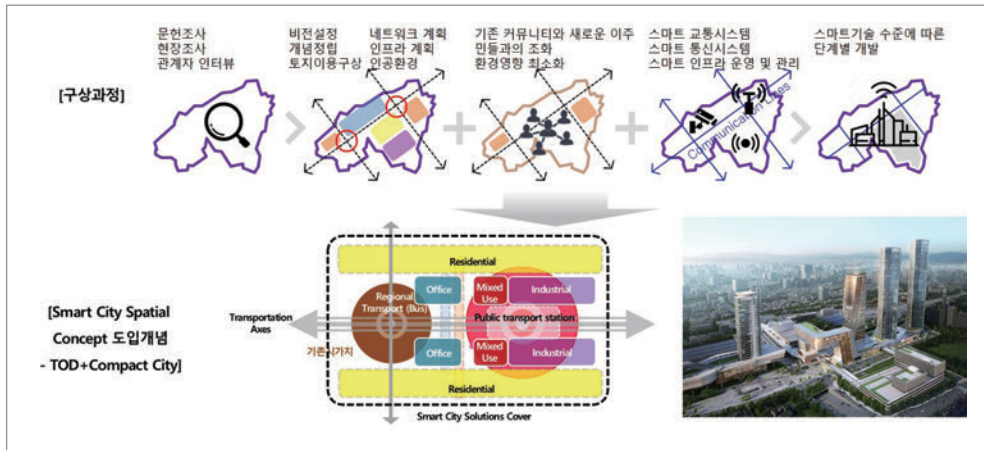 [구상과정]
문헌조사
현장조사
관계자 인터뷰
비전설정
개념정립
토지이용구상
네트워크 계획
인프라 계획
인공환경
기존 커뮤니티와 새로운 이주
민들과의 조화
환경영향 최소화
스마트 교통시스템
스마트 통신시스템
스마트 인프라 운영 및 관리
Communication Lines
스마트기술 수준에 따른
단계별 개발
[Smart City Spatial
Concept 도입개념
- TOD+Compact City]
Residential
Regional
Transport (Bus)
Office
Mixed
Use
Industrial
Transportation
Axes
Public transport station
기존시가지
Office
Mixed
Use
Industrial
Residential
Smart City Solutions Cover